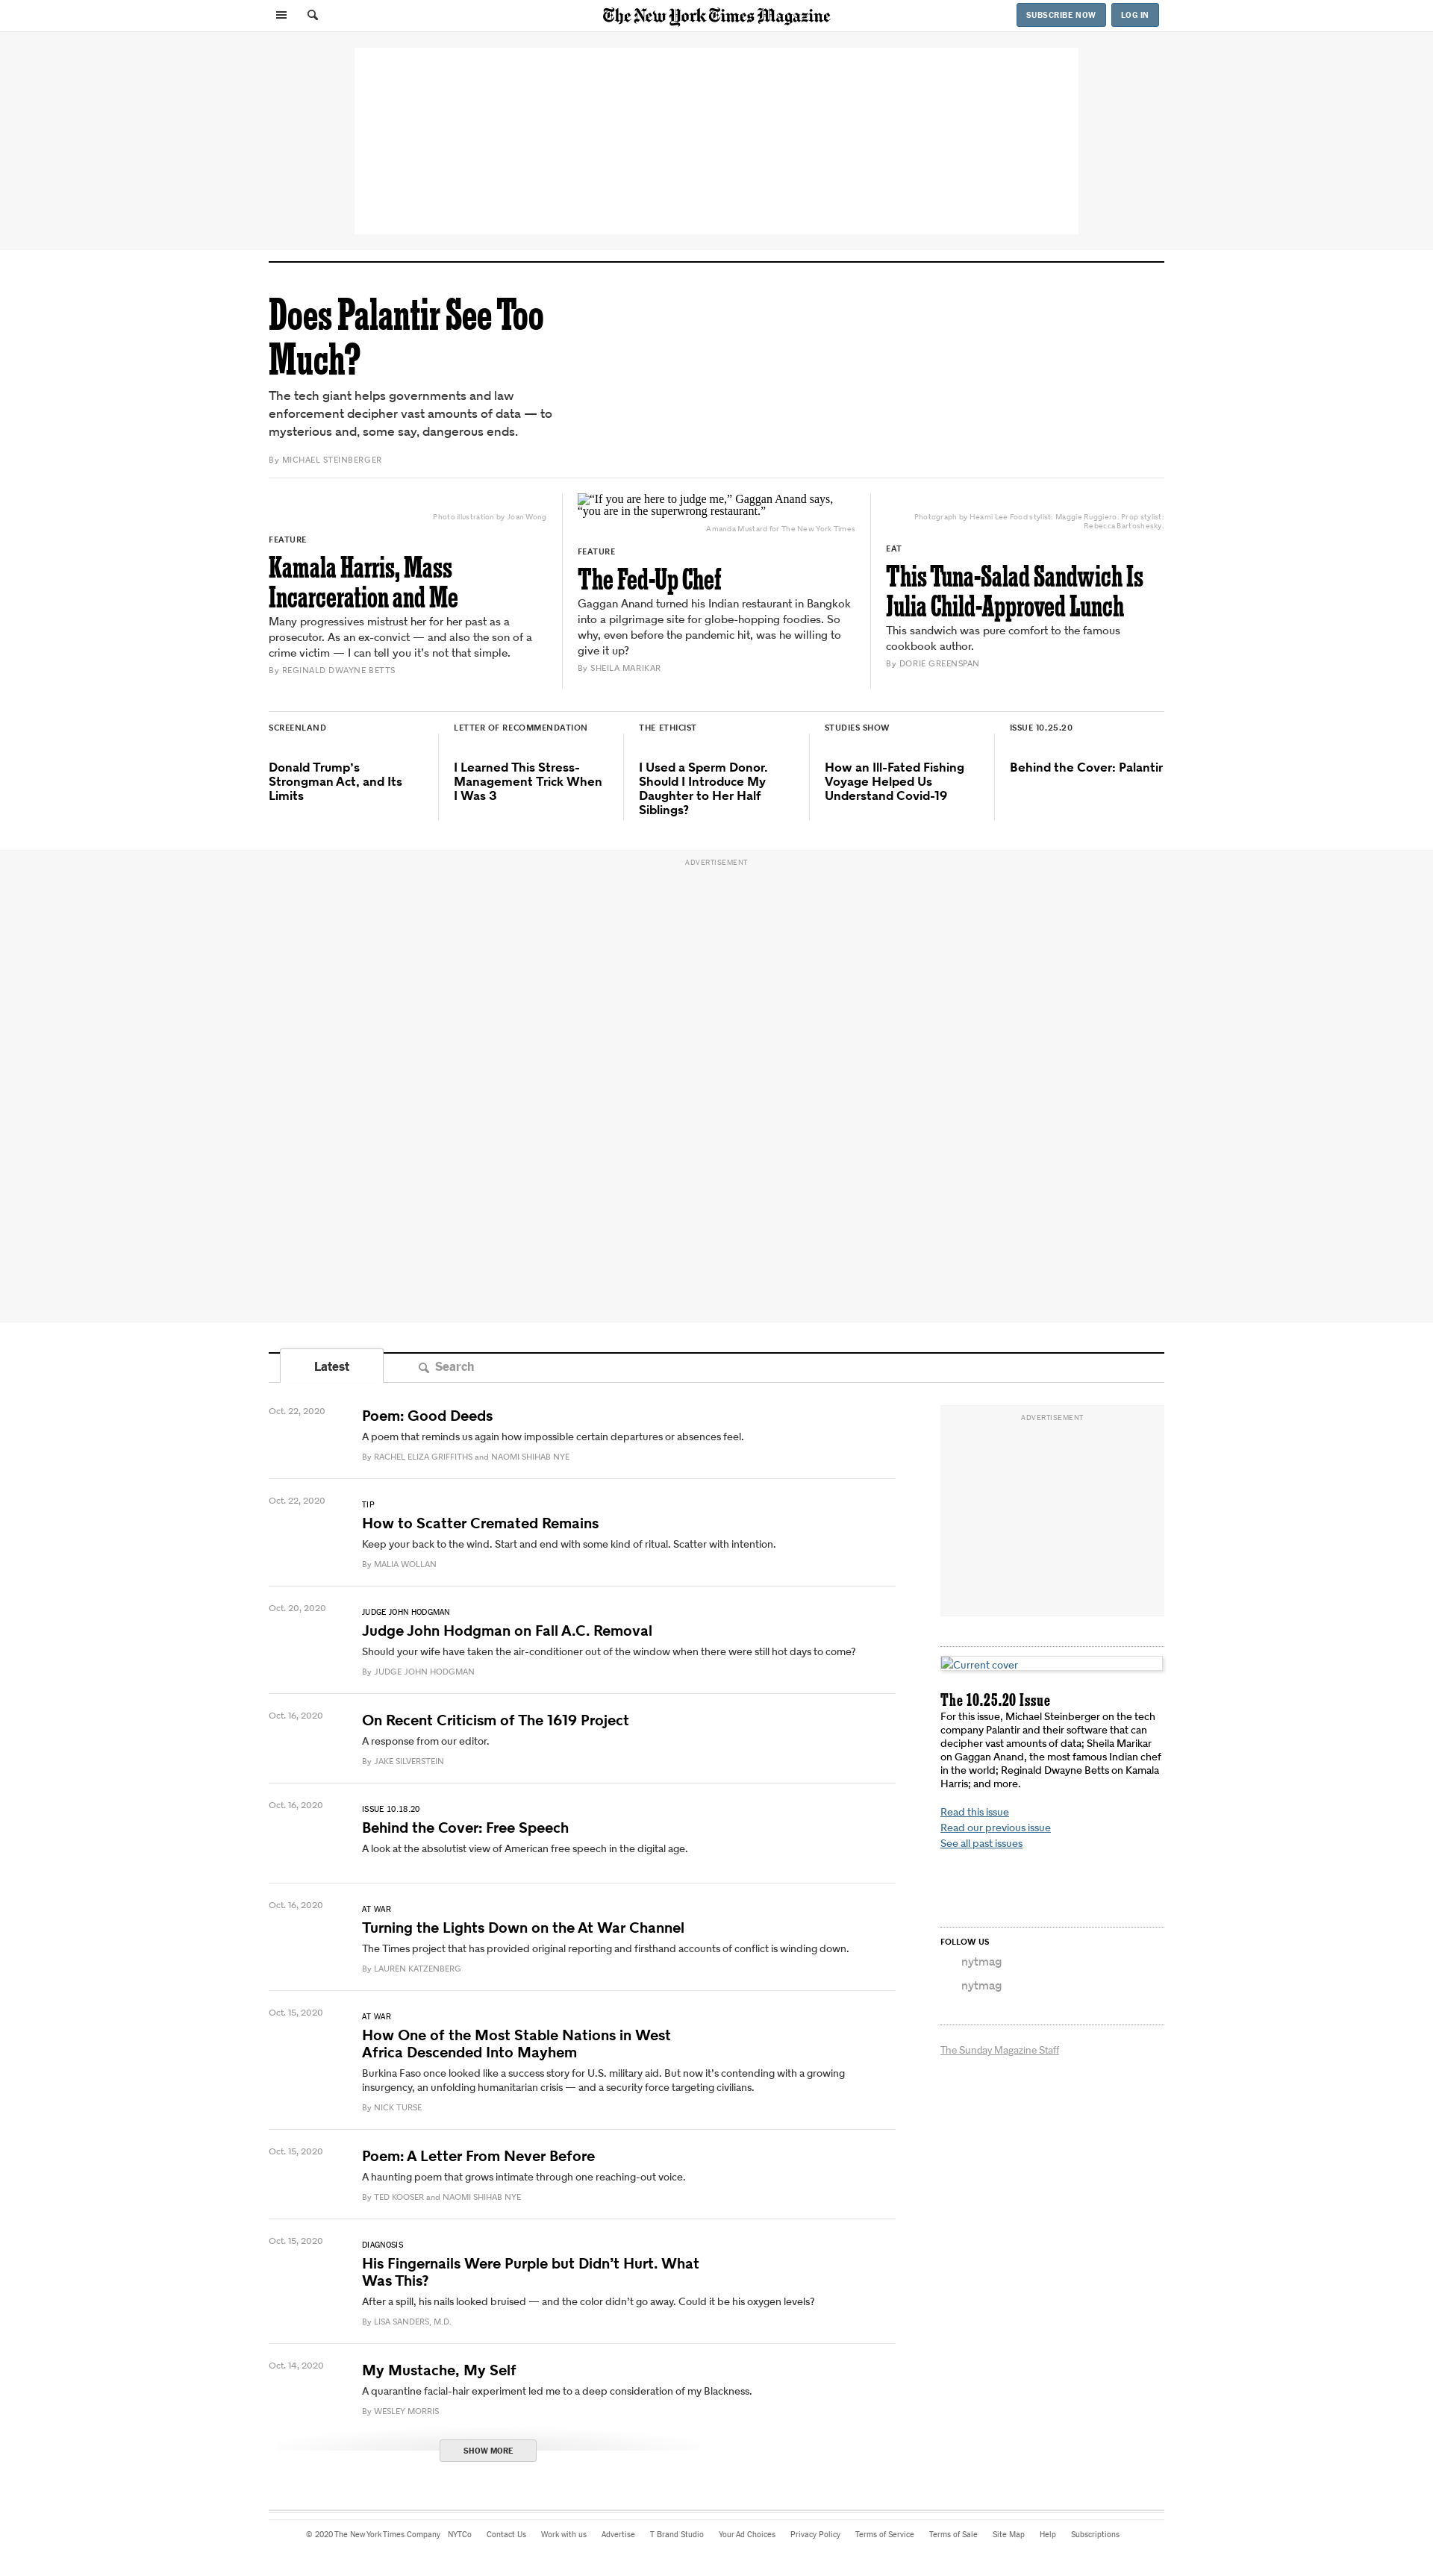 The New York Times Magazine
SUBSCRIBE NOW
LOG IN
Does Palantir See Too
Much?
The tech giant helps governments and law
enforcement decipher vast amounts of data — to
mysterious and, some say, dangerous ends.
By MICHAEL STEINBERGER
Photo illustration by Joan Wong
FEATURE
Kamala Harris, Mass
Incarceration and Me
Many progressives mistrust her for her past as a
prosecutor. As an ex-convict — and also the son of a
crime victim — I can tell you it’s not that simple.
By REGINALD DWAYNE BETTS
“If you are here to judge me,” Gaggan Anand says,
“you are in the superwrong restaurant.”
Amanda Mustard for The New York Times
FEATURE
The Fed-Up Chef
Gaggan Anand turned his Indian restaurant in Bangkok
into a pilgrimage site for globe-hopping foodies. So
why, even before the pandemic hit, was he willing to
give it up?
By SHEILA MARIKAR
Photograph by Heami Lee Food stylist: Maggie Ruggiero. Prop stylist:
Rebecca Bartoshesky.
EAT
This Tuna-Salad Sandwich Is
Julia Child-Approved Lunch
This sandwich was pure comfort to the famous
cookbook author.
By DORIE GREENSPAN
SCREENLAND
Donald Trump’s
Strongman Act, and Its
Limits
LETTER OF RECOMMENDATION
I Learned This Stress-
Management Trick When
I Was 3
THE ETHICIST
I Used a Sperm Donor.
Should I Introduce My
Daughter to Her Half
Siblings?
STUDIES SHOW
How an Ill-Fated Fishing
Voyage Helped Us
Understand Covid-19
ISSUE 10.25.20
Behind the Cover: Palantir
ADVERTISEMENT
Latest
Search
Oct. 22, 2020
Poem: Good Deeds
A poem that reminds us again how impossible certain departures or absences feel.
By RACHEL ELIZA GRIFFITHS and NAOMI SHIHAB NYE
Oct. 22, 2020
TIP
How to Scatter Cremated Remains
Keep your back to the wind. Start and end with some kind of ritual. Scatter with intention.
By MALIA WOLLAN
Oct. 20, 2020
JUDGE JOHN HODGMAN
Judge John Hodgman on Fall A.C. Removal
Should your wife have taken the air-conditioner out of the window when there were still hot days to come?
By JUDGE JOHN HODGMAN
Oct. 16, 2020
On Recent Criticism of The 1619 Project
A response from our editor.
By JAKE SILVERSTEIN
Oct. 16, 2020
ISSUE 10.18.20
Behind the Cover: Free Speech
A look at the absolutist view of American free speech in the digital age.
Oct. 16, 2020
AT WAR
Turning the Lights Down on the At War Channel
The Times project that has provided original reporting and firsthand accounts of conflict is winding down.
By LAUREN KATZENBERG
Oct. 15, 2020
AT WAR
How One of the Most Stable Nations in West
Africa Descended Into Mayhem
Burkina Faso once looked like a success story for U.S. military aid. But now it’s contending with a growing
insurgency, an unfolding humanitarian crisis — and a security force targeting civilians.
By NICK TURSE
Oct. 15, 2020
Poem: A Letter From Never Before
A haunting poem that grows intimate through one reaching-out voice.
By TED KOOSER and NAOMI SHIHAB NYE
Oct. 15, 2020
DIAGNOSIS
His Fingernails Were Purple but Didn’t Hurt. What
Was This?
After a spill, his nails looked bruised — and the color didn’t go away. Could it be his oxygen levels?
By LISA SANDERS, M.D.
Oct. 14, 2020
My Mustache, My Self
A quarantine facial-hair experiment led me to a deep consideration of my Blackness.
By WESLEY MORRIS
SHOW MORE
ADVERTISEMENT
Current cover
The 10.25.20 Issue
For this issue, Michael Steinberger on the tech
company Palantir and their software that can
decipher vast amounts of data; Sheila Marikar
on Gaggan Anand, the most famous Indian chef
in the world; Reginald Dwayne Betts on Kamala
Harris; and more.
Read this issue
Read our previous issue
See all past issues
FOLLOW US
nytmag
nytmag
The Sunday Magazine Staff
© 2020 The New York Times Company NYTCo Contact Us Work with us Advertise T Brand Studio Your Ad Choices Privacy Policy Terms of Service Terms of Sale Site Map Help Subscriptions